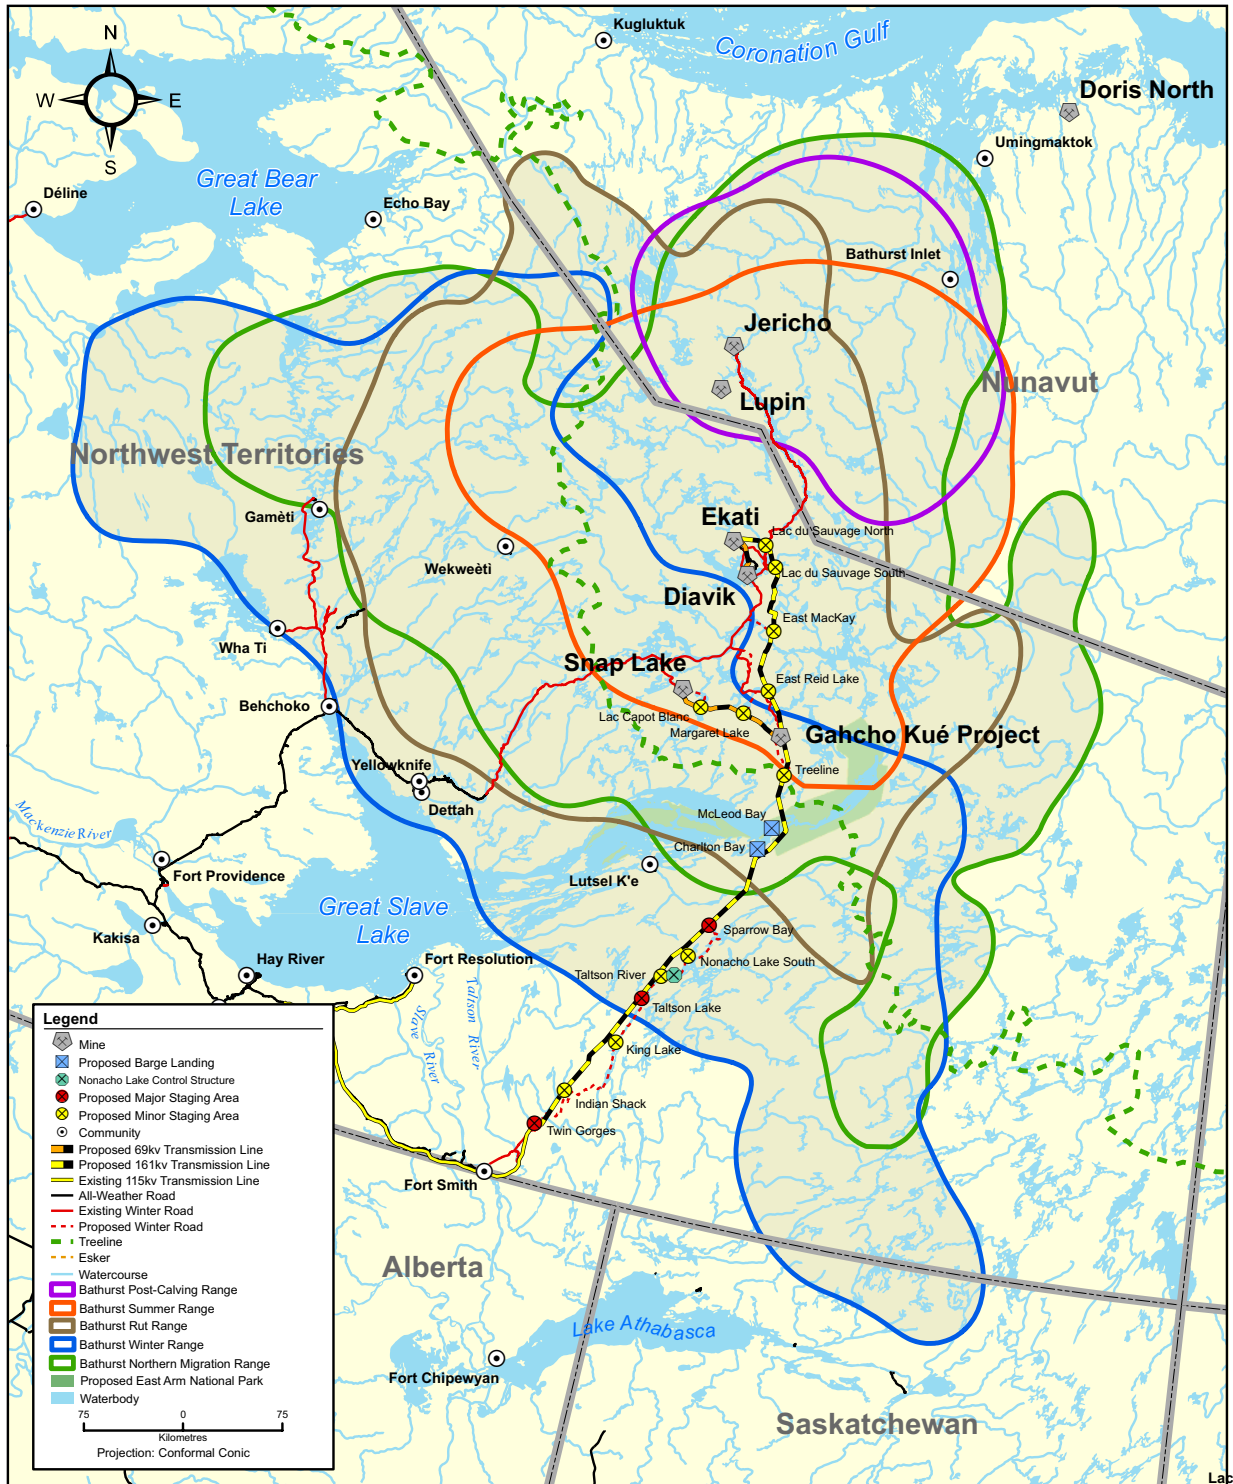 Kugluktuk
Coronation Gulf
N
W
E
S
Doris North
Umingmaktok
Great Bear
Lake
Déline
Echo Bay
Bathurst Inlet
Jericho
Nunavut
Lupin
Northwest Territories
Gamèti
Ekati
Lac du Sauvage North
Wekweèti
Lac du Sauvage South
Diavik
East MacKay
Wha Ti
Snap Lake
East Reid Lake
Behchoko
Lac Capot Blanc
Margaret Lake
Gahcho Kué Project
Yellowknife
Treeline
Dettah
Mackenzie River
McLeod Bay
Charlton Bay
Fort Providence
Lutsel K'e
Great Slave
Lake
Kakisa
Sparrow Bay
Hay River
Fort Resolution
Nonacho Lake South
Taltson River
Taltson Lake
Slave River
Taltson River
King Lake
Indian Shack
Twin Gorges
Fort Smith
Alberta
Lake Athabasca
Fort Chipewyan
Saskatchewan
Lac
Legend
Mine
Proposed Barge Landing
Nonacho Lake Control Structure
Proposed Major Staging Area
Proposed Minor Staging Area
Community
Proposed 69kv Transmission Line
Proposed 161kv Transmission Line
Existing 115kv Transmission Line
All-Weather Road
Existing Winter Road
Proposed Winter Road
Treeline
Esker
Watercourse
Bathurst Post-Calving Range
Bathurst Summer Range
Bathurst Rut Range
Bathurst Winter Range
Bathurst Northern Migration Range
Proposed East Arm National Park
Waterbody
75 0 75
Kilometres
Projection: Conformal Conic